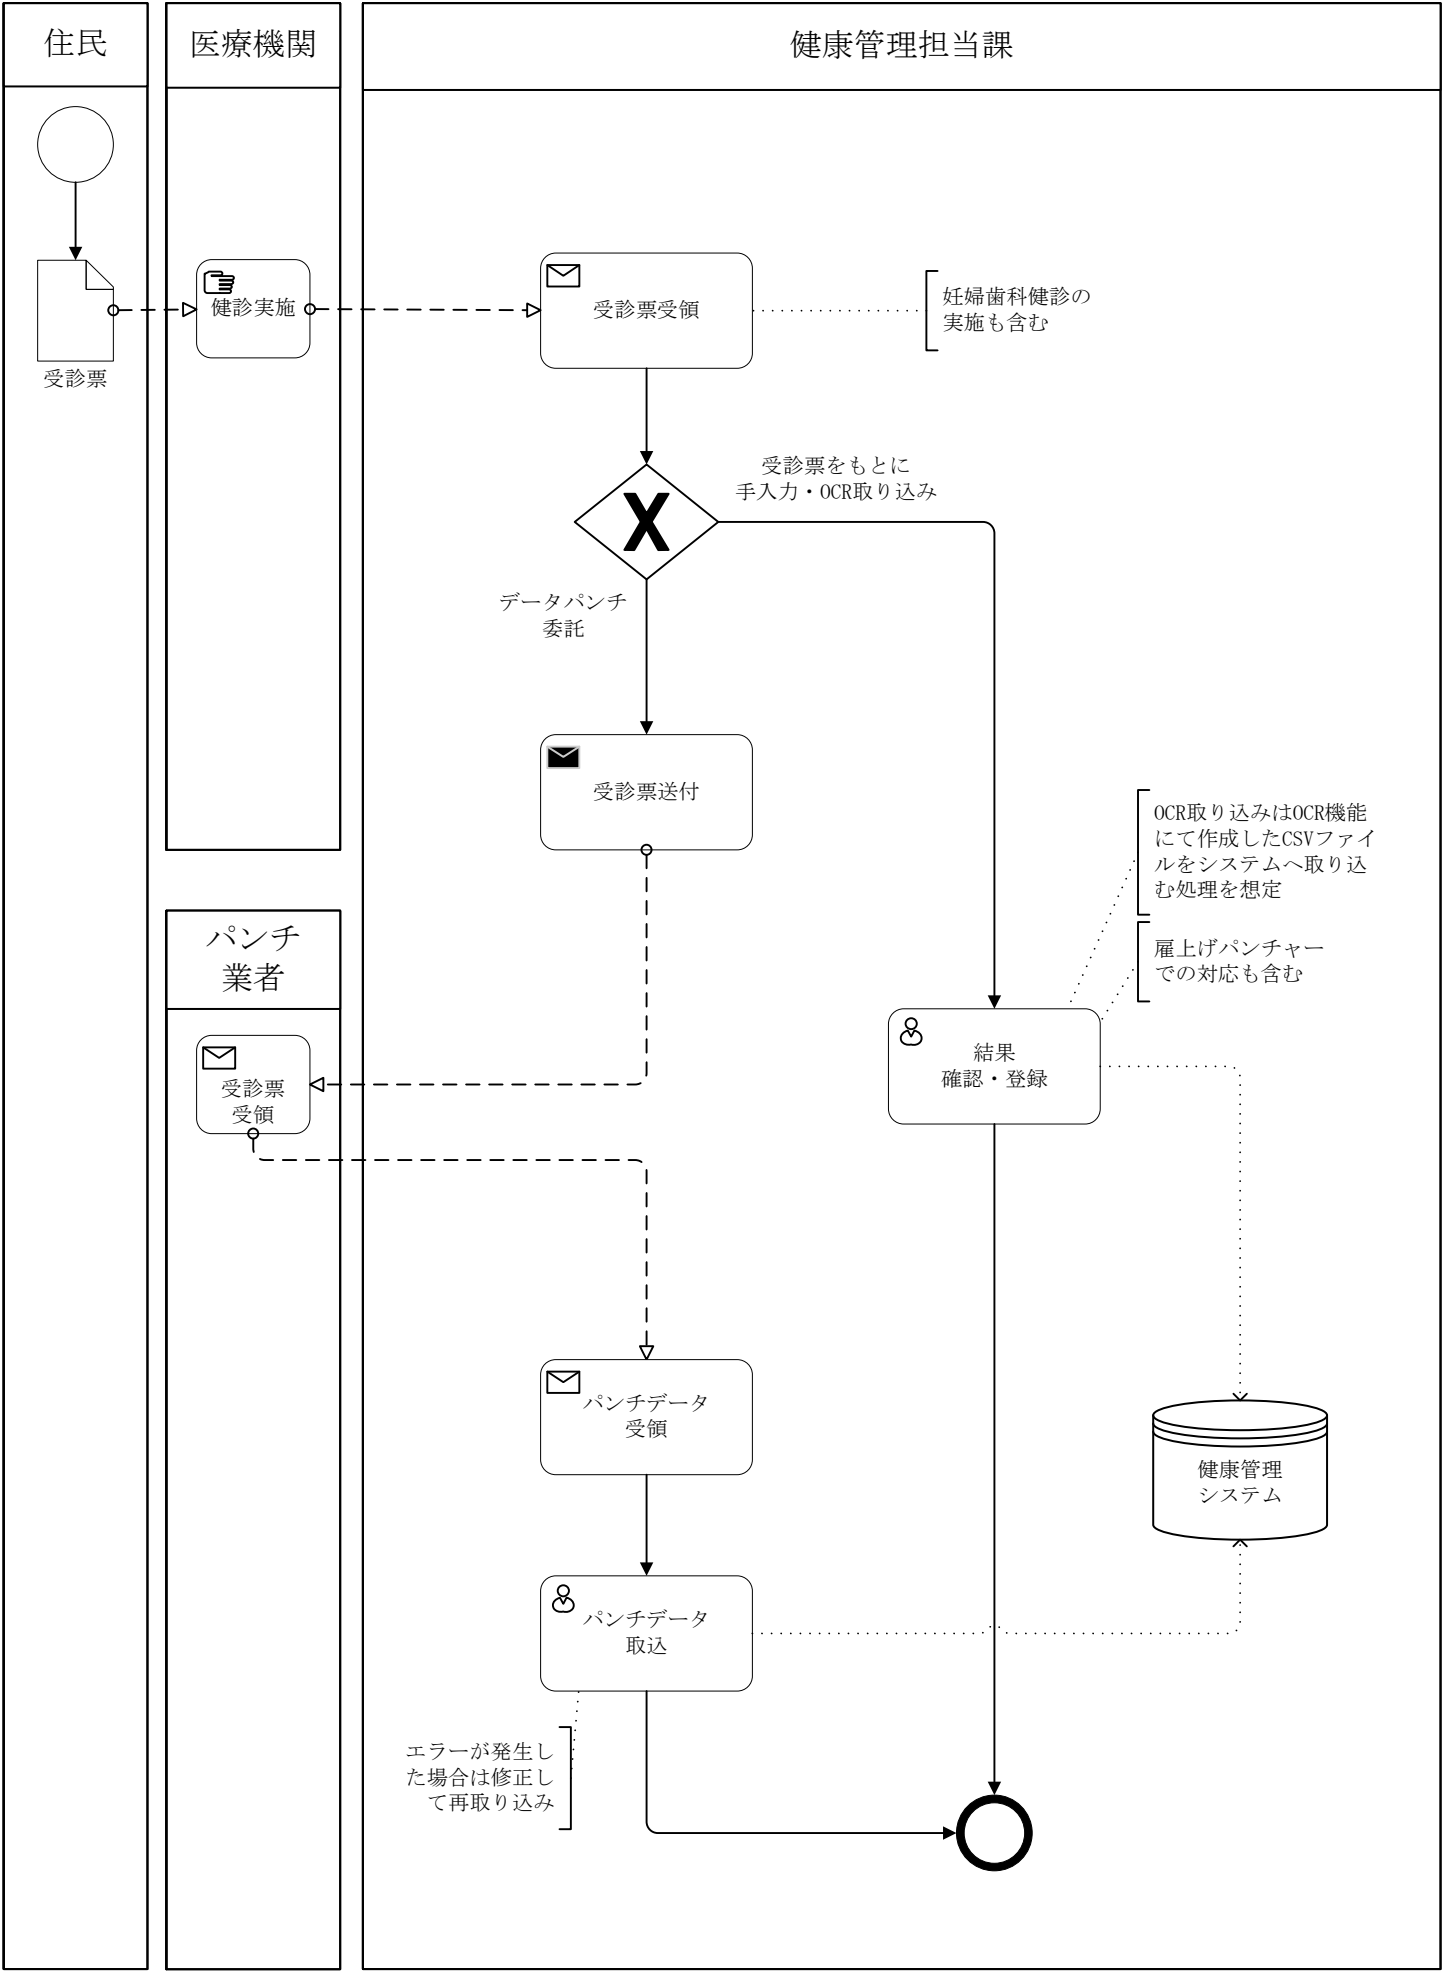 住民
医療機関
健康管理担当課
受診票
健診実施
受診票受領
妊婦歯科健診の
実施も含む
受診票をもとに
手入力・OCR取り込み
データパンチ
委託
受診票送付
OCR取り込みはOCR機能
にて作成したCSVファイ
ルをシステムへ取り込
む処理を想定
雇上げパンチャー
での対応も含む
パンチ
業者
受診票
受領
結果
確認・登録
パンチデータ
受領
健康管理
システム
パンチデータ
取込
エラーが発生し
た場合は修正し
て再取り込み